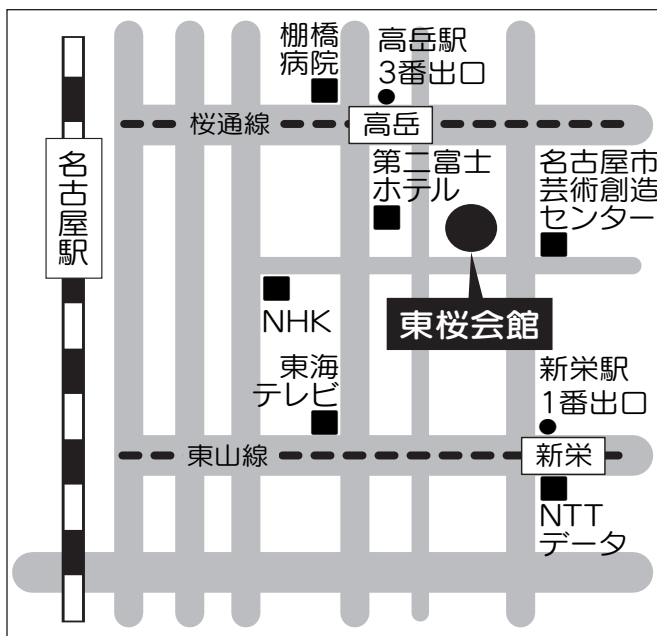 棚橋
病院
高岳駅
3番出口
桜通線
高岳
名古屋駅
第二富士
ホテル
名古屋市
芸術創造
センター
NHK
東桜会館
東海
テレビ
新栄駅
1番出口
東山線
新栄
NTT
データ